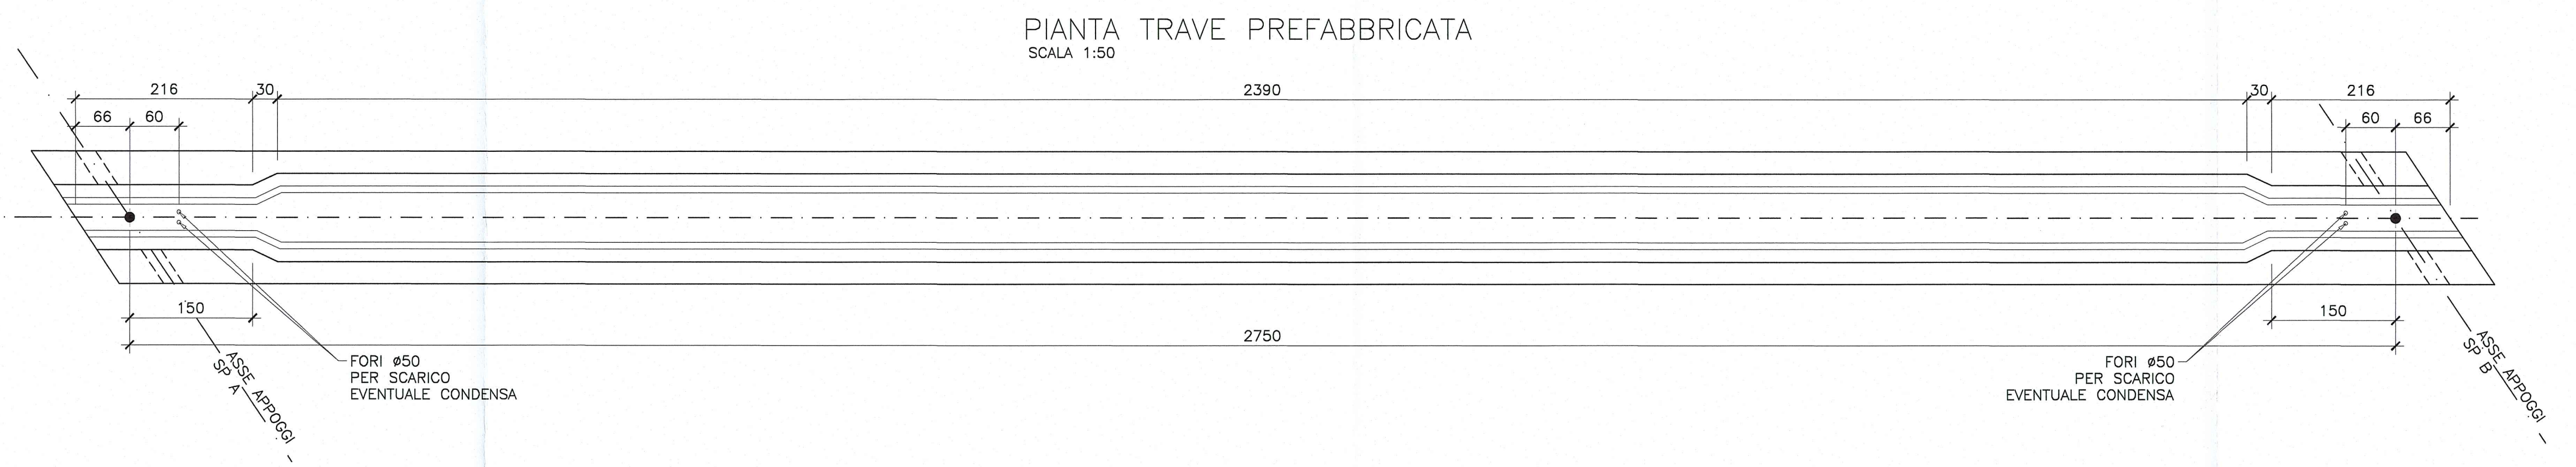 PIANTA TRAVE PREFABBRICATA
SCALA 1:50
216 30 2390 30 216
66 60 60 66
150 150
2750
FORI ø50
PER SCARICO
EVENTUALE CONDENSA
ASSE APPOGGI
SP A
FORI ø50
PER SCARICO
EVENTUALE CONDENSA
ASSE APPOGGI
SP B